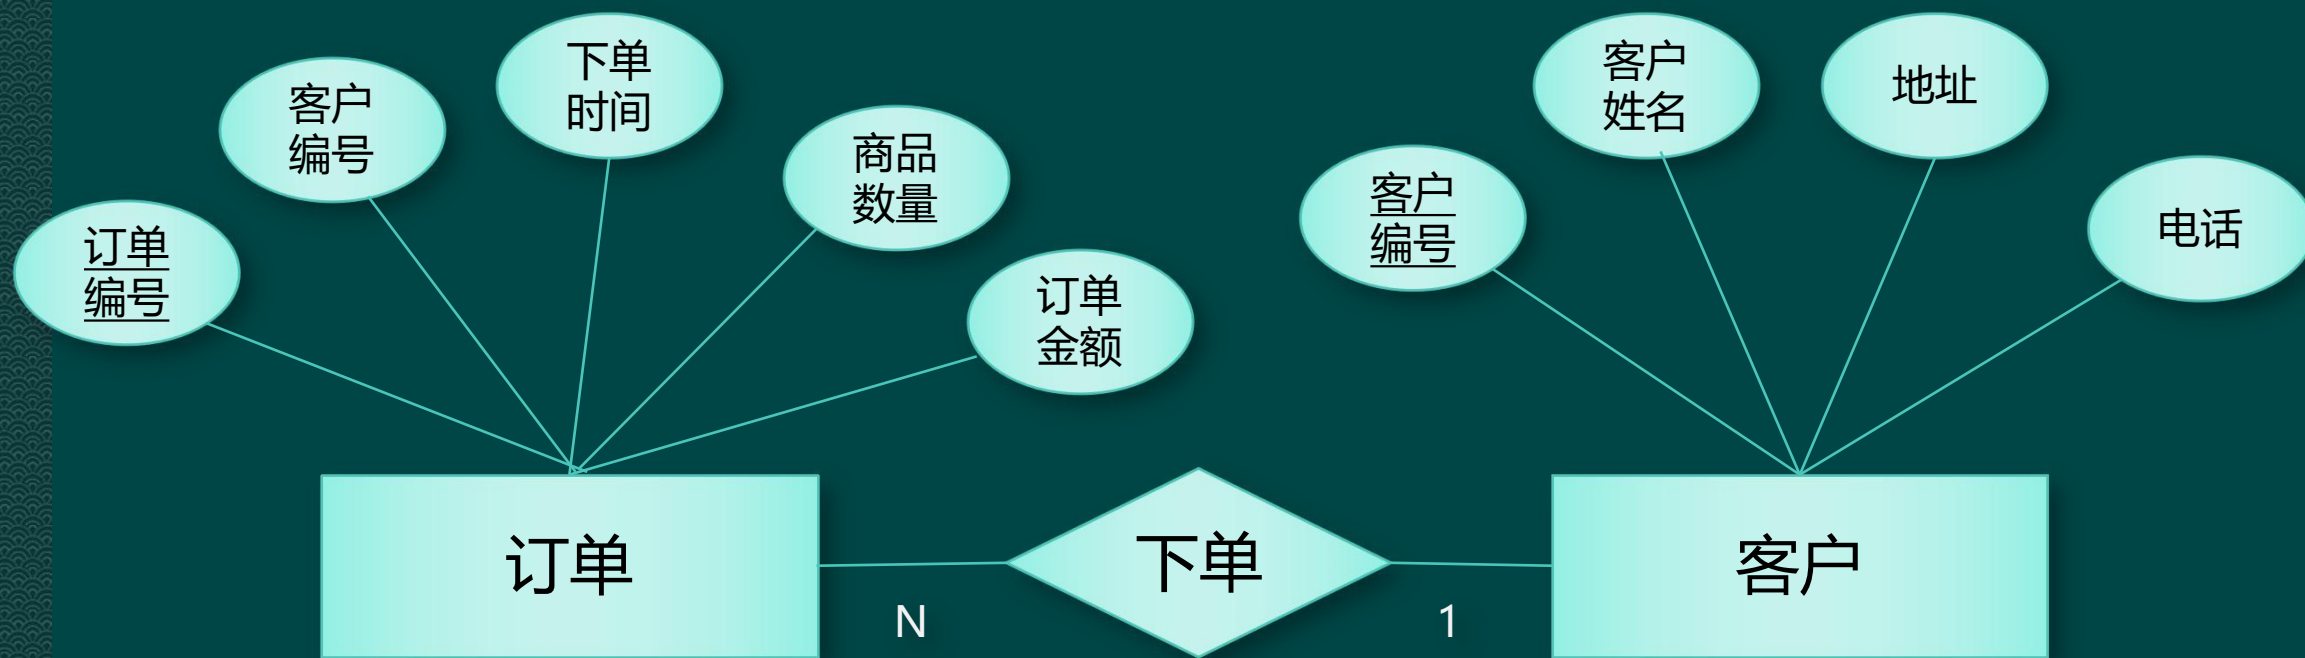 订单
编号
客户
编号
下单
时间
商品
数量
订单
金额
客户
编号
客户
姓名
地址
电话
订单
下单
客户
N
1